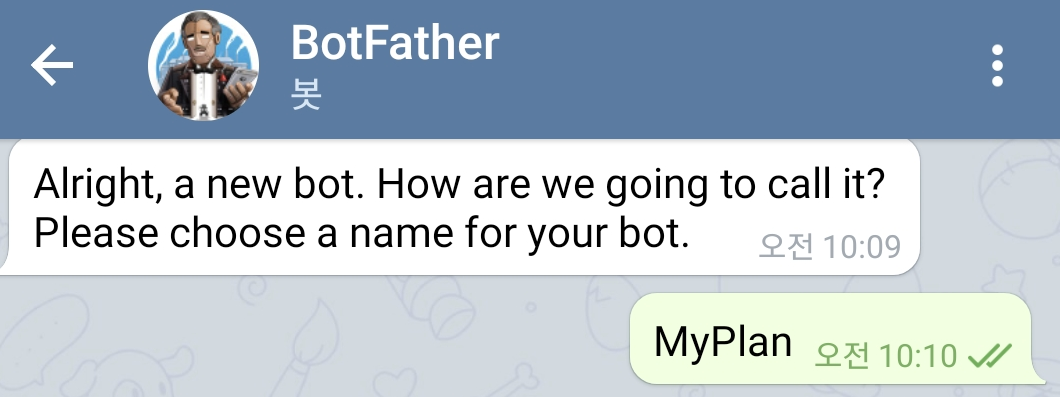 BotFather
봇
Alright, a new bot. How are we going to call it?
Please choose a name for your bot.
오전 10:09
MyPlan
오전 10:10